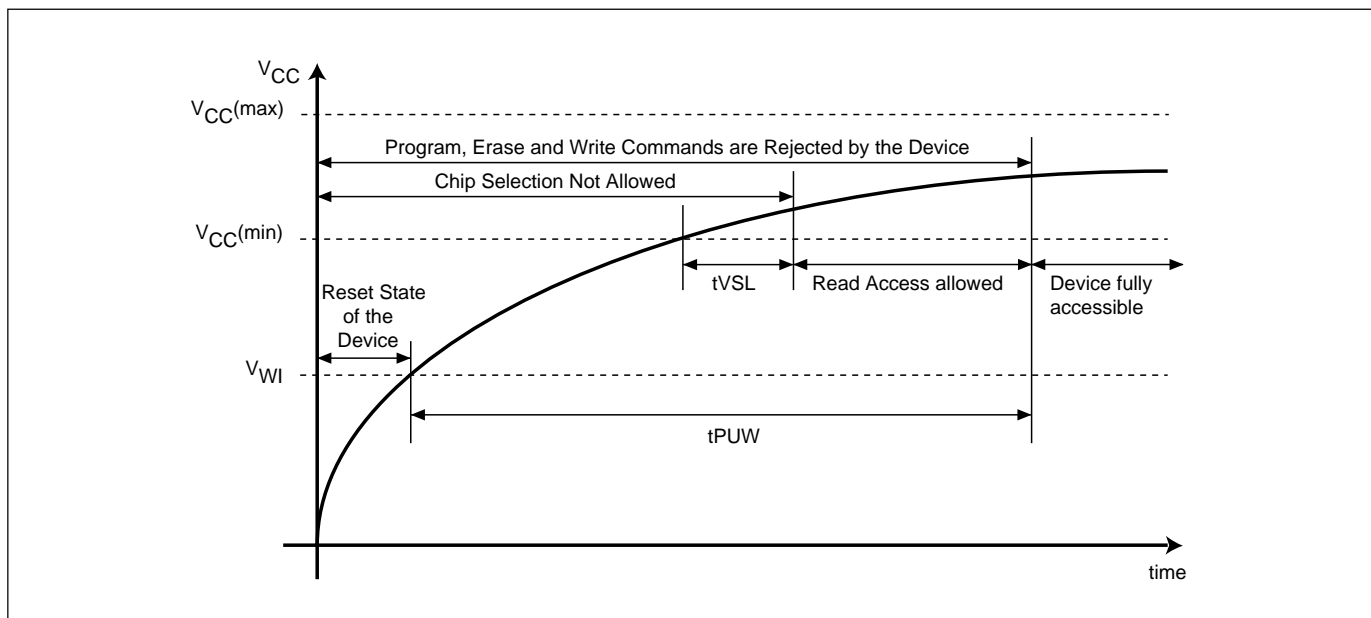 VCC
VCC(max)
Program, Erase and Write Commands are Rejected by the Device
Chip Selection Not Allowed
VCC(min)
tVSL
Read Access allowed
Device fully
accessible
Reset State
of the
Device
VWI
tPUW
time